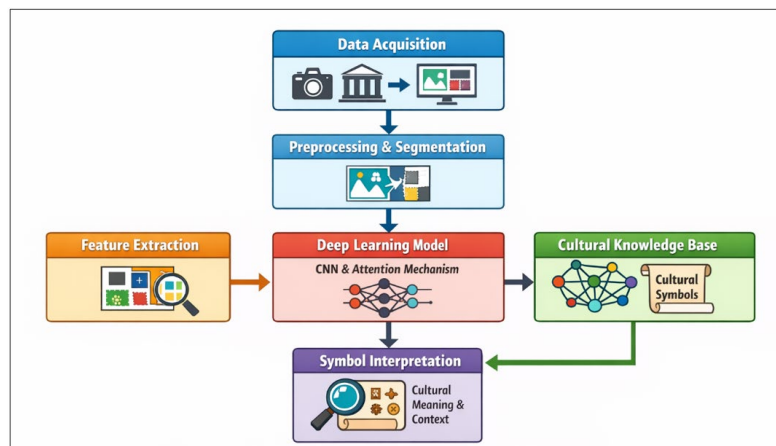 Data Acquisition
Preprocessing & Segmentation
Feature Extraction
Deep Learning Model
CNN & Attention Mechanism
Cultural Knowledge Base
Cultural
Symbols
Symbol Interpretation
Cultural
Meaning &
Context